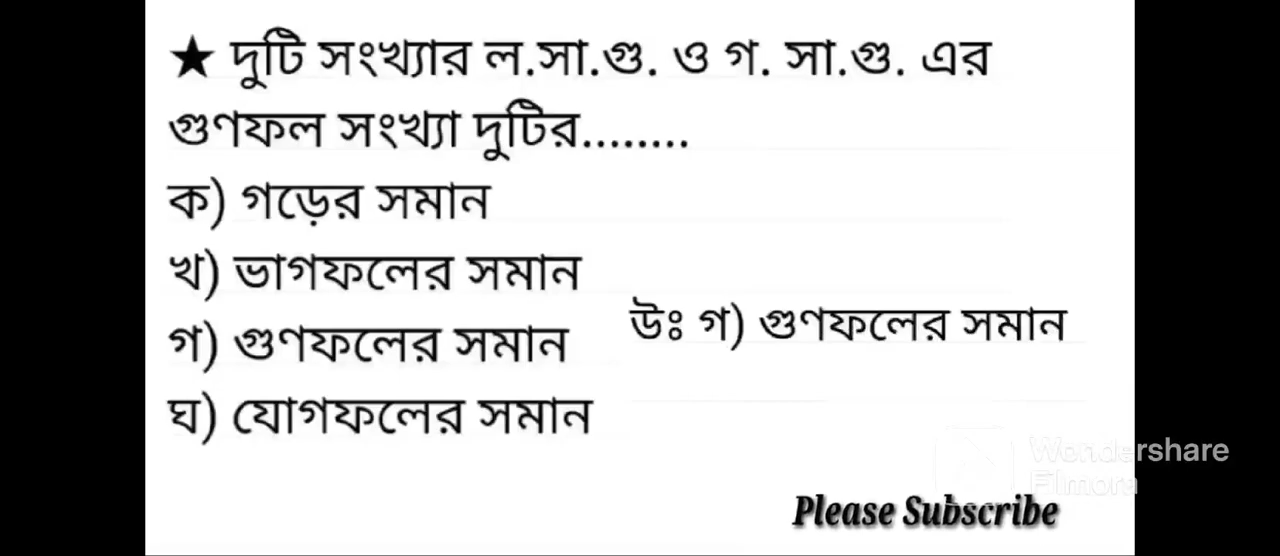 ★ দুটি সংখ্যার ল.সা.গু. ও গ. সা.গু. এর
গুণফল সংখ্যা দুটির........
ক) গড়ের সমান
খ) ভাগফলের সমান
গ) গুণফলের সমান
ঘ) যোগফলের সমান
উঃ গ) গুণফলের সমান
Wondershare
Filmora
Please Subscribe